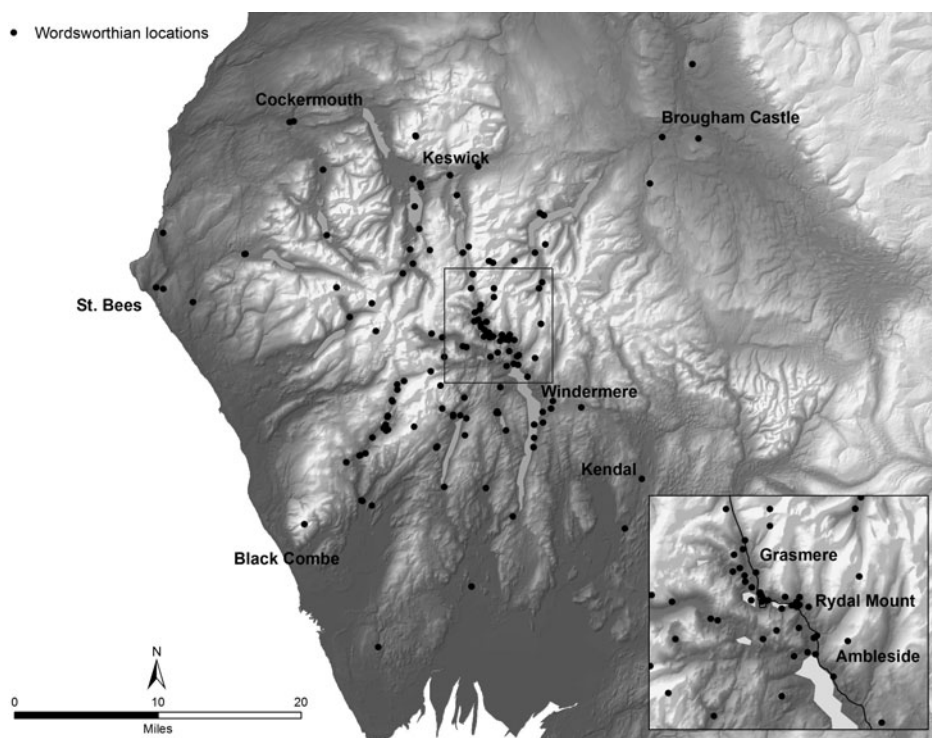 Wordsworthian locations
Cockermouth
Brougham Castle
Keswick
St. Bees
Windermere
Kendal
Black Combe
Grasmere
Rydal Mount
Ambleside
N
0 10 20
Miles